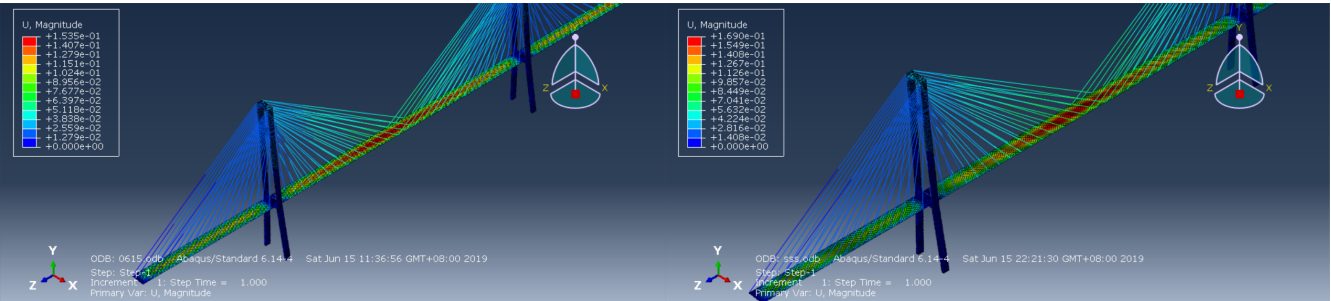 U, Magnitude
+1.535e-01
+1.407e-01
+1.279e-01
+1.151e-01
+1.024e-01
+8.956e-02
+7.677e-02
+6.397e-02
+5.118e-02
+3.838e-02
+2.559e-02
+1.279e-02
+0.000e+00
Z X
Y
Z X
ODB: 0615.odb Abaqus/Standard 6.14-4 Sat Jun 15 11:36:56 GMT+08:00 2019
Step: Step-1
Increment 1: Step Time = 1.000
Primary Var: U, Magnitude
U, Magnitude
+1.690e-01
+1.549e-01
+1.408e-01
+1.267e-01
+1.126e-01
+9.857e-02
+8.449e-02
+7.041e-02
+5.632e-02
+4.224e-02
+2.816e-02
+1.408e-02
+0.000e+00
Y
Z X
Y
Z X
ODB: sss.odb Abaqus/Standard 6.14-4 Sat Jun 15 22:21:30 GMT+08:00 2019
Step: Step-1
Increment 1: Step Time = 1.000
Primary Var: U, Magnitude